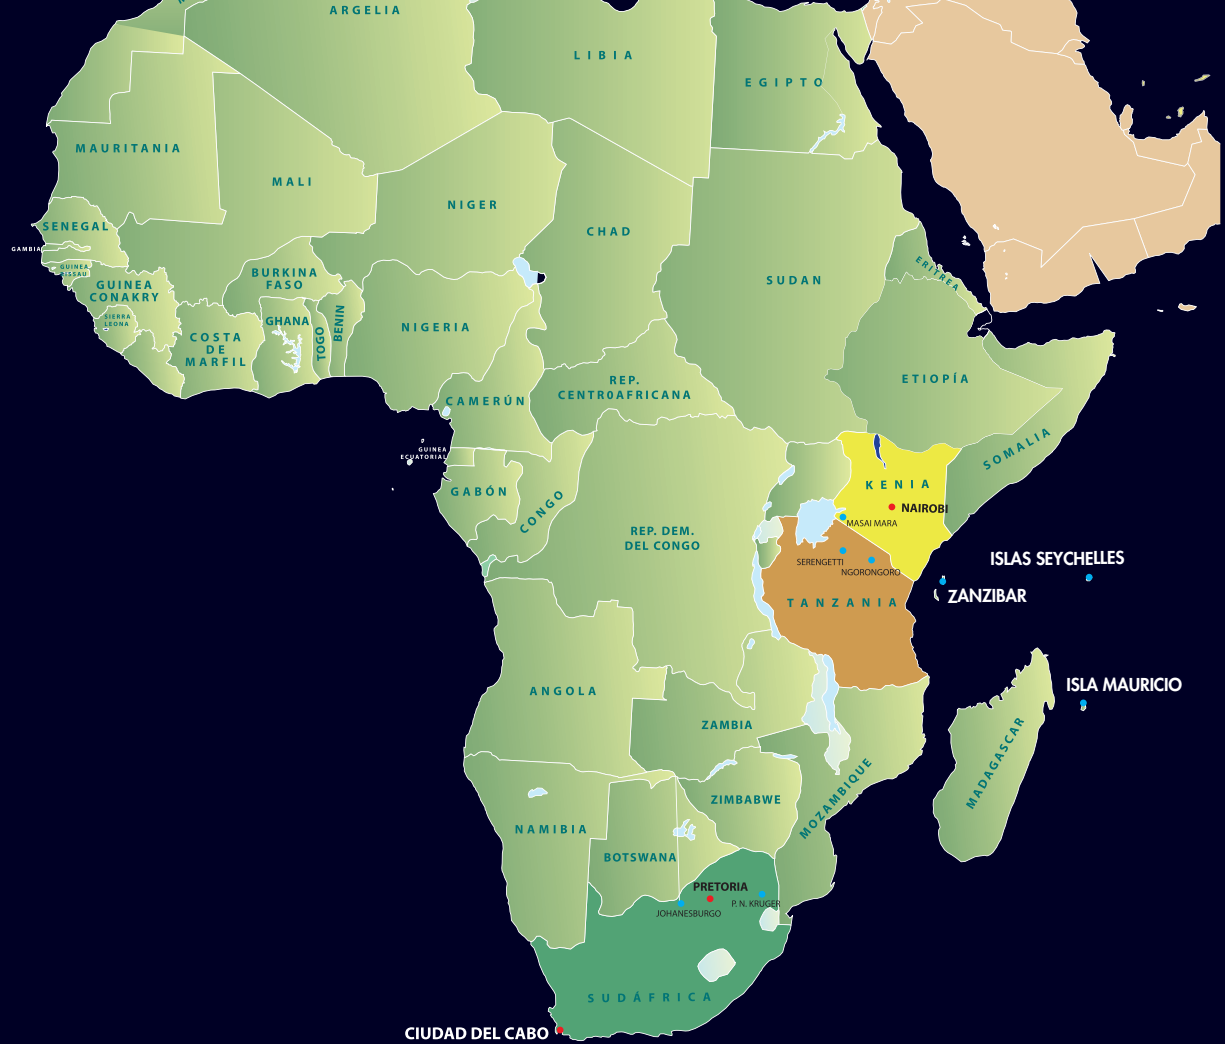 ARGELIA
LIBIA
EGIPTO
MAURITANIA
MALI
NIGER
CHAD
SUDAN
ERITREA
SENEGAL
GAMBIA
GUINEA
BISSAU
GUINEA
CONAKRY
SIERRA
LEONA
BURKINA
FASO
GHANA
TOGO
BENIN
COSTA
DE
MARFIL
NIGERIA
CAMERÚN
REP.
CENTROAFRICANA
ETIOPÍA
SOMALIA
GUINEA
ECUATORIAL
GABÓN
CONGO
REP. DEM.
DEL CONGO
KENIA
NAIROBI
MASAI MARA
SERENGETTI
NGORONGORO
TANZANIA
ISLAS SEYCHELLES
ZANZIBAR
ISLA MAURICIO
ANGOLA
ZAMBIA
MOZAMBIQUE
MADAGASCAR
ZIMBABWE
NAMIBIA
BOTSWANA
PRETORIA
JOHANESBURGO
P. N. KRUGER
SUDÁFRICA
CIUDAD DEL CABO